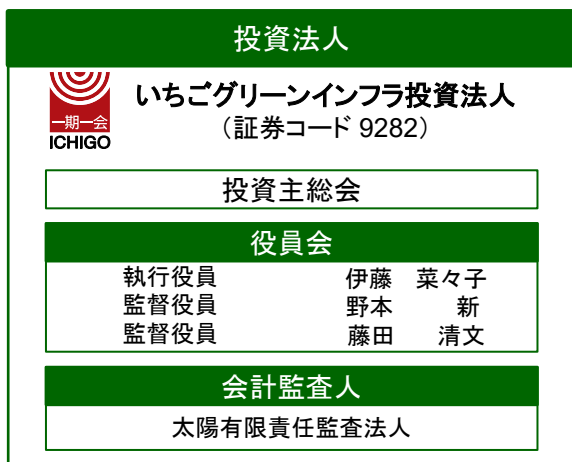 投資法人
一期一会
ICHIGO
いちごグリーンインフラ投資法人
（証券コード 9282）
投資主総会
役員会
執行役員 伊藤 菜々子
監督役員 野本 新
監督役員 藤田 清文
会計監査人
太陽有限責任監査法人